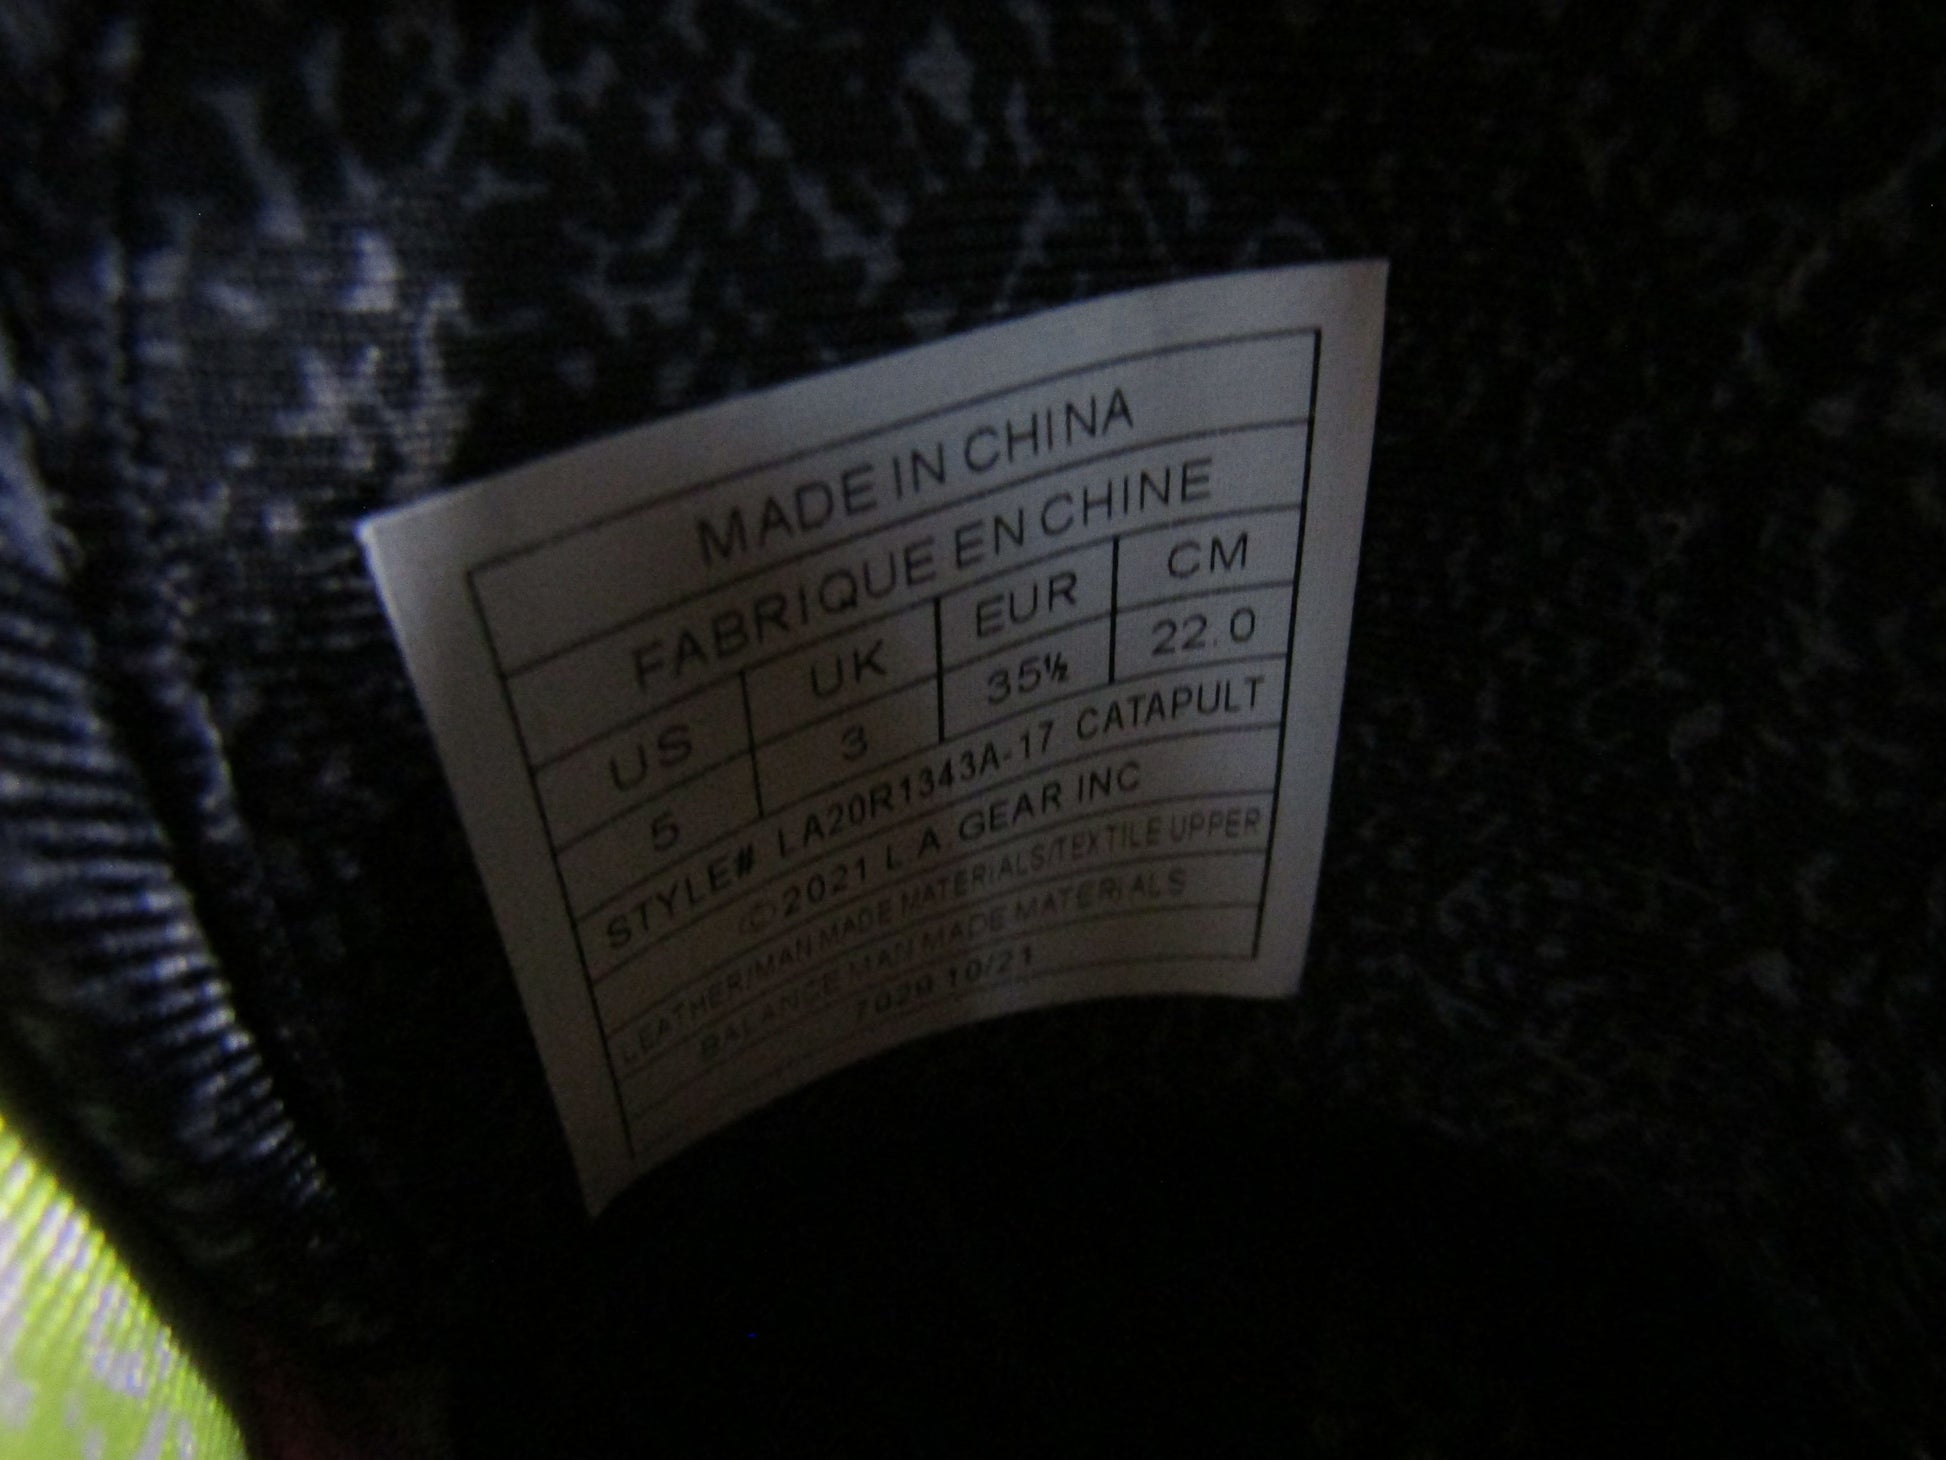 MADE IN CHINA
FABRIQUE EN CHINE
US UK EUR CM
5 3 35½ 22.0
STYLE# LA20R1343A-17 CATAPULT
©2021 L A GEAR INC
LEATHER/MAN MADE MATERIALS/TEXTILE UPPER
BALANCE MAN MADE MATERIALS
7020 10/21